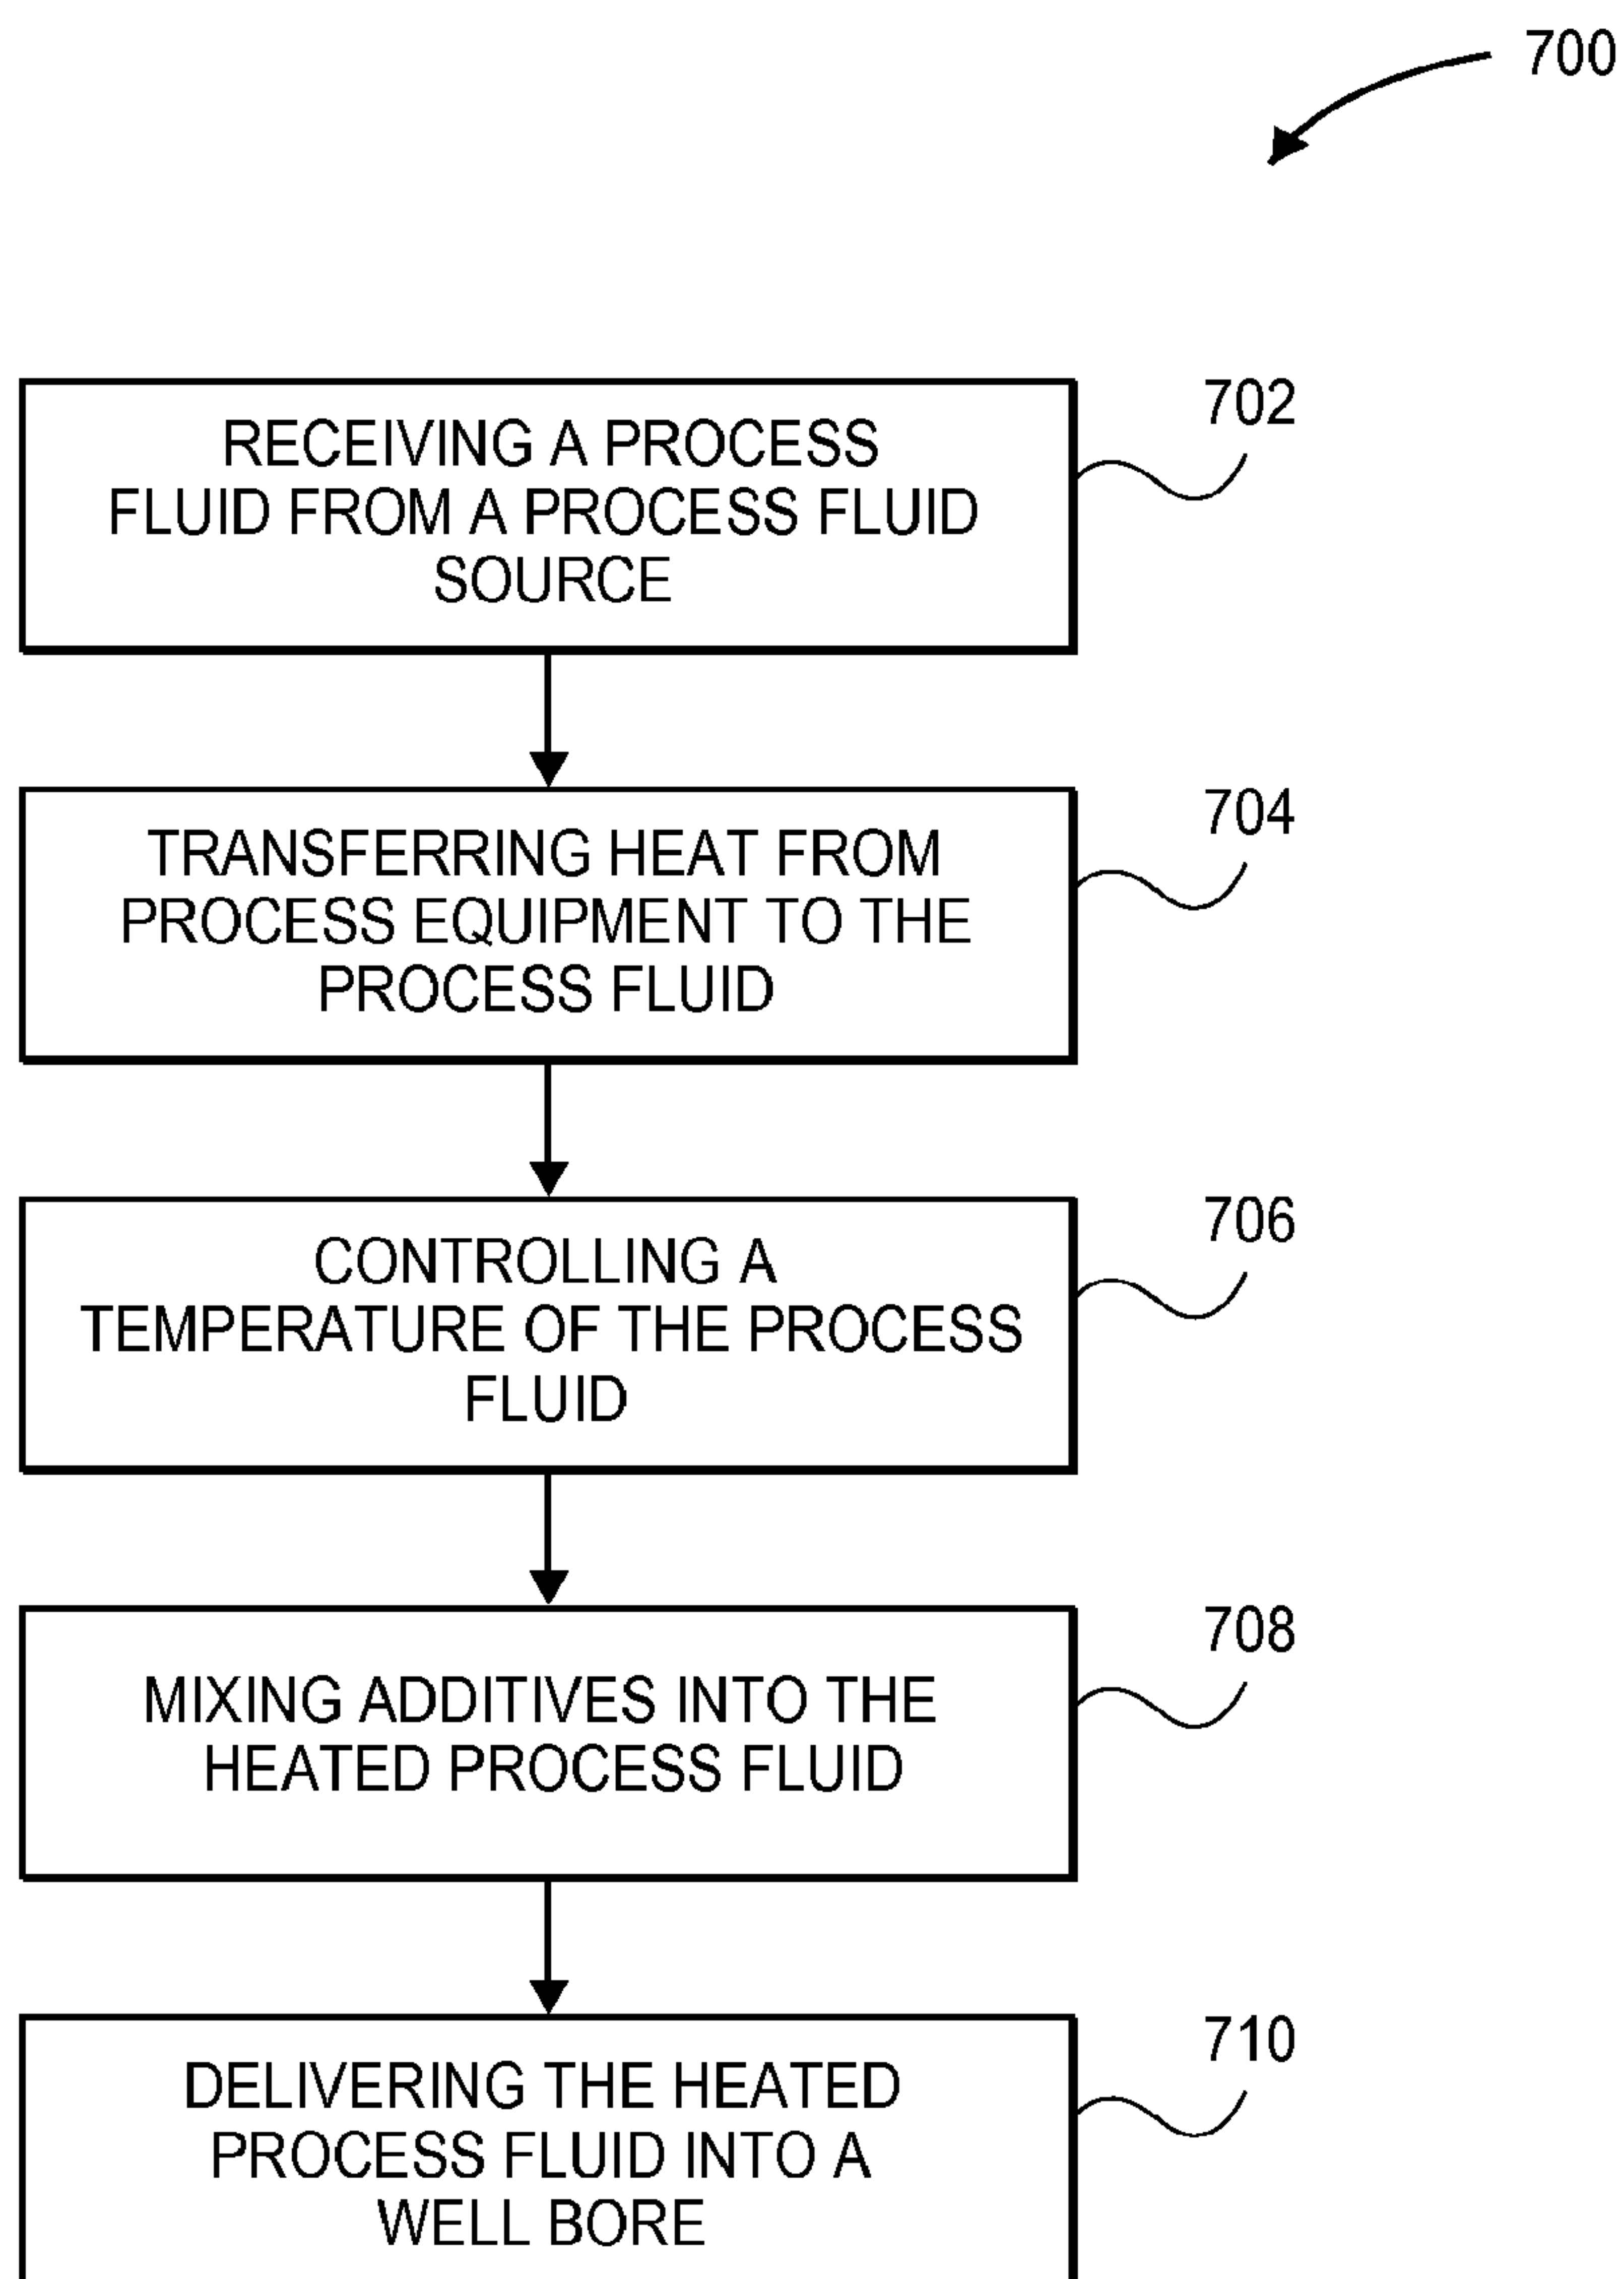 700
RECEIVING A PROCESS
FLUID FROM A PROCESS FLUID
SOURCE
702
TRANSFERRING HEAT FROM
PROCESS EQUIPMENT TO THE
PROCESS FLUID
704
CONTROLLING A
TEMPERATURE OF THE PROCESS
FLUID
706
MIXING ADDITIVES INTO THE
HEATED PROCESS FLUID
708
DELIVERING THE HEATED
PROCESS FLUID INTO A
WELL BORE
710